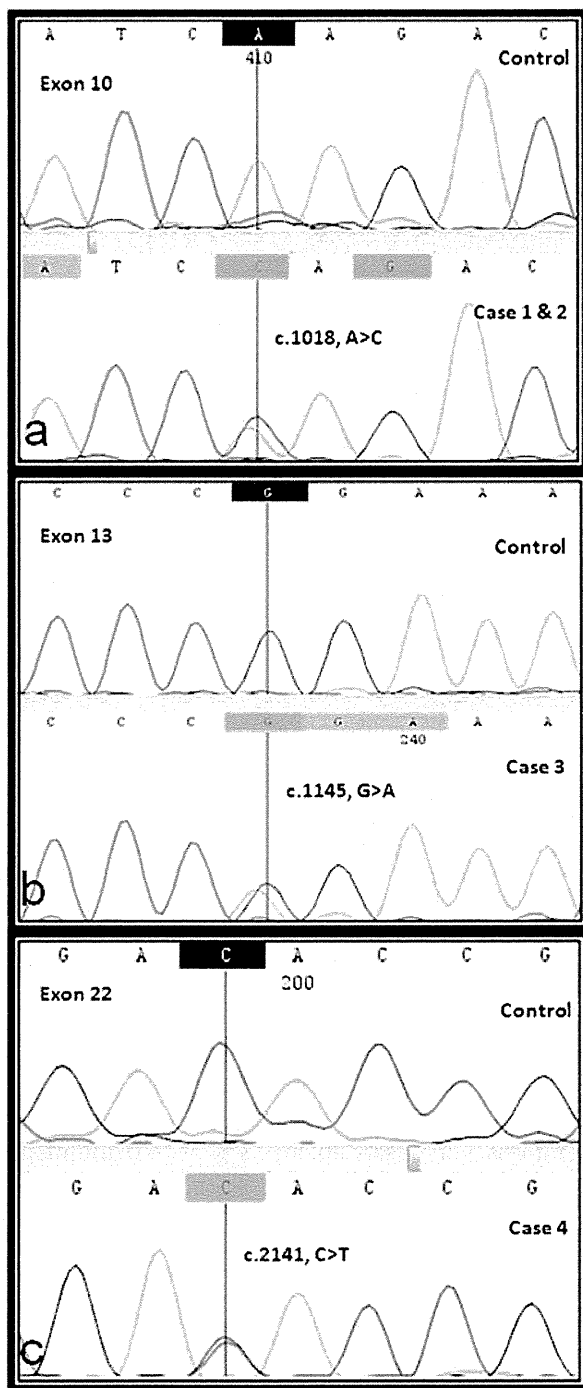 A T C A A G A C
410
Exon 10
Control
A T C C A G A C
Case 1 & 2
c.1018, A>C
a
C C C G G A A A
Exon 13
Control
C C C G G A A A
240
Case 3
c.1145, G>A
b
G A C A C C G
200
Exon 22
Control
G A C A C C G
Case 4
c.2141, C>T
c